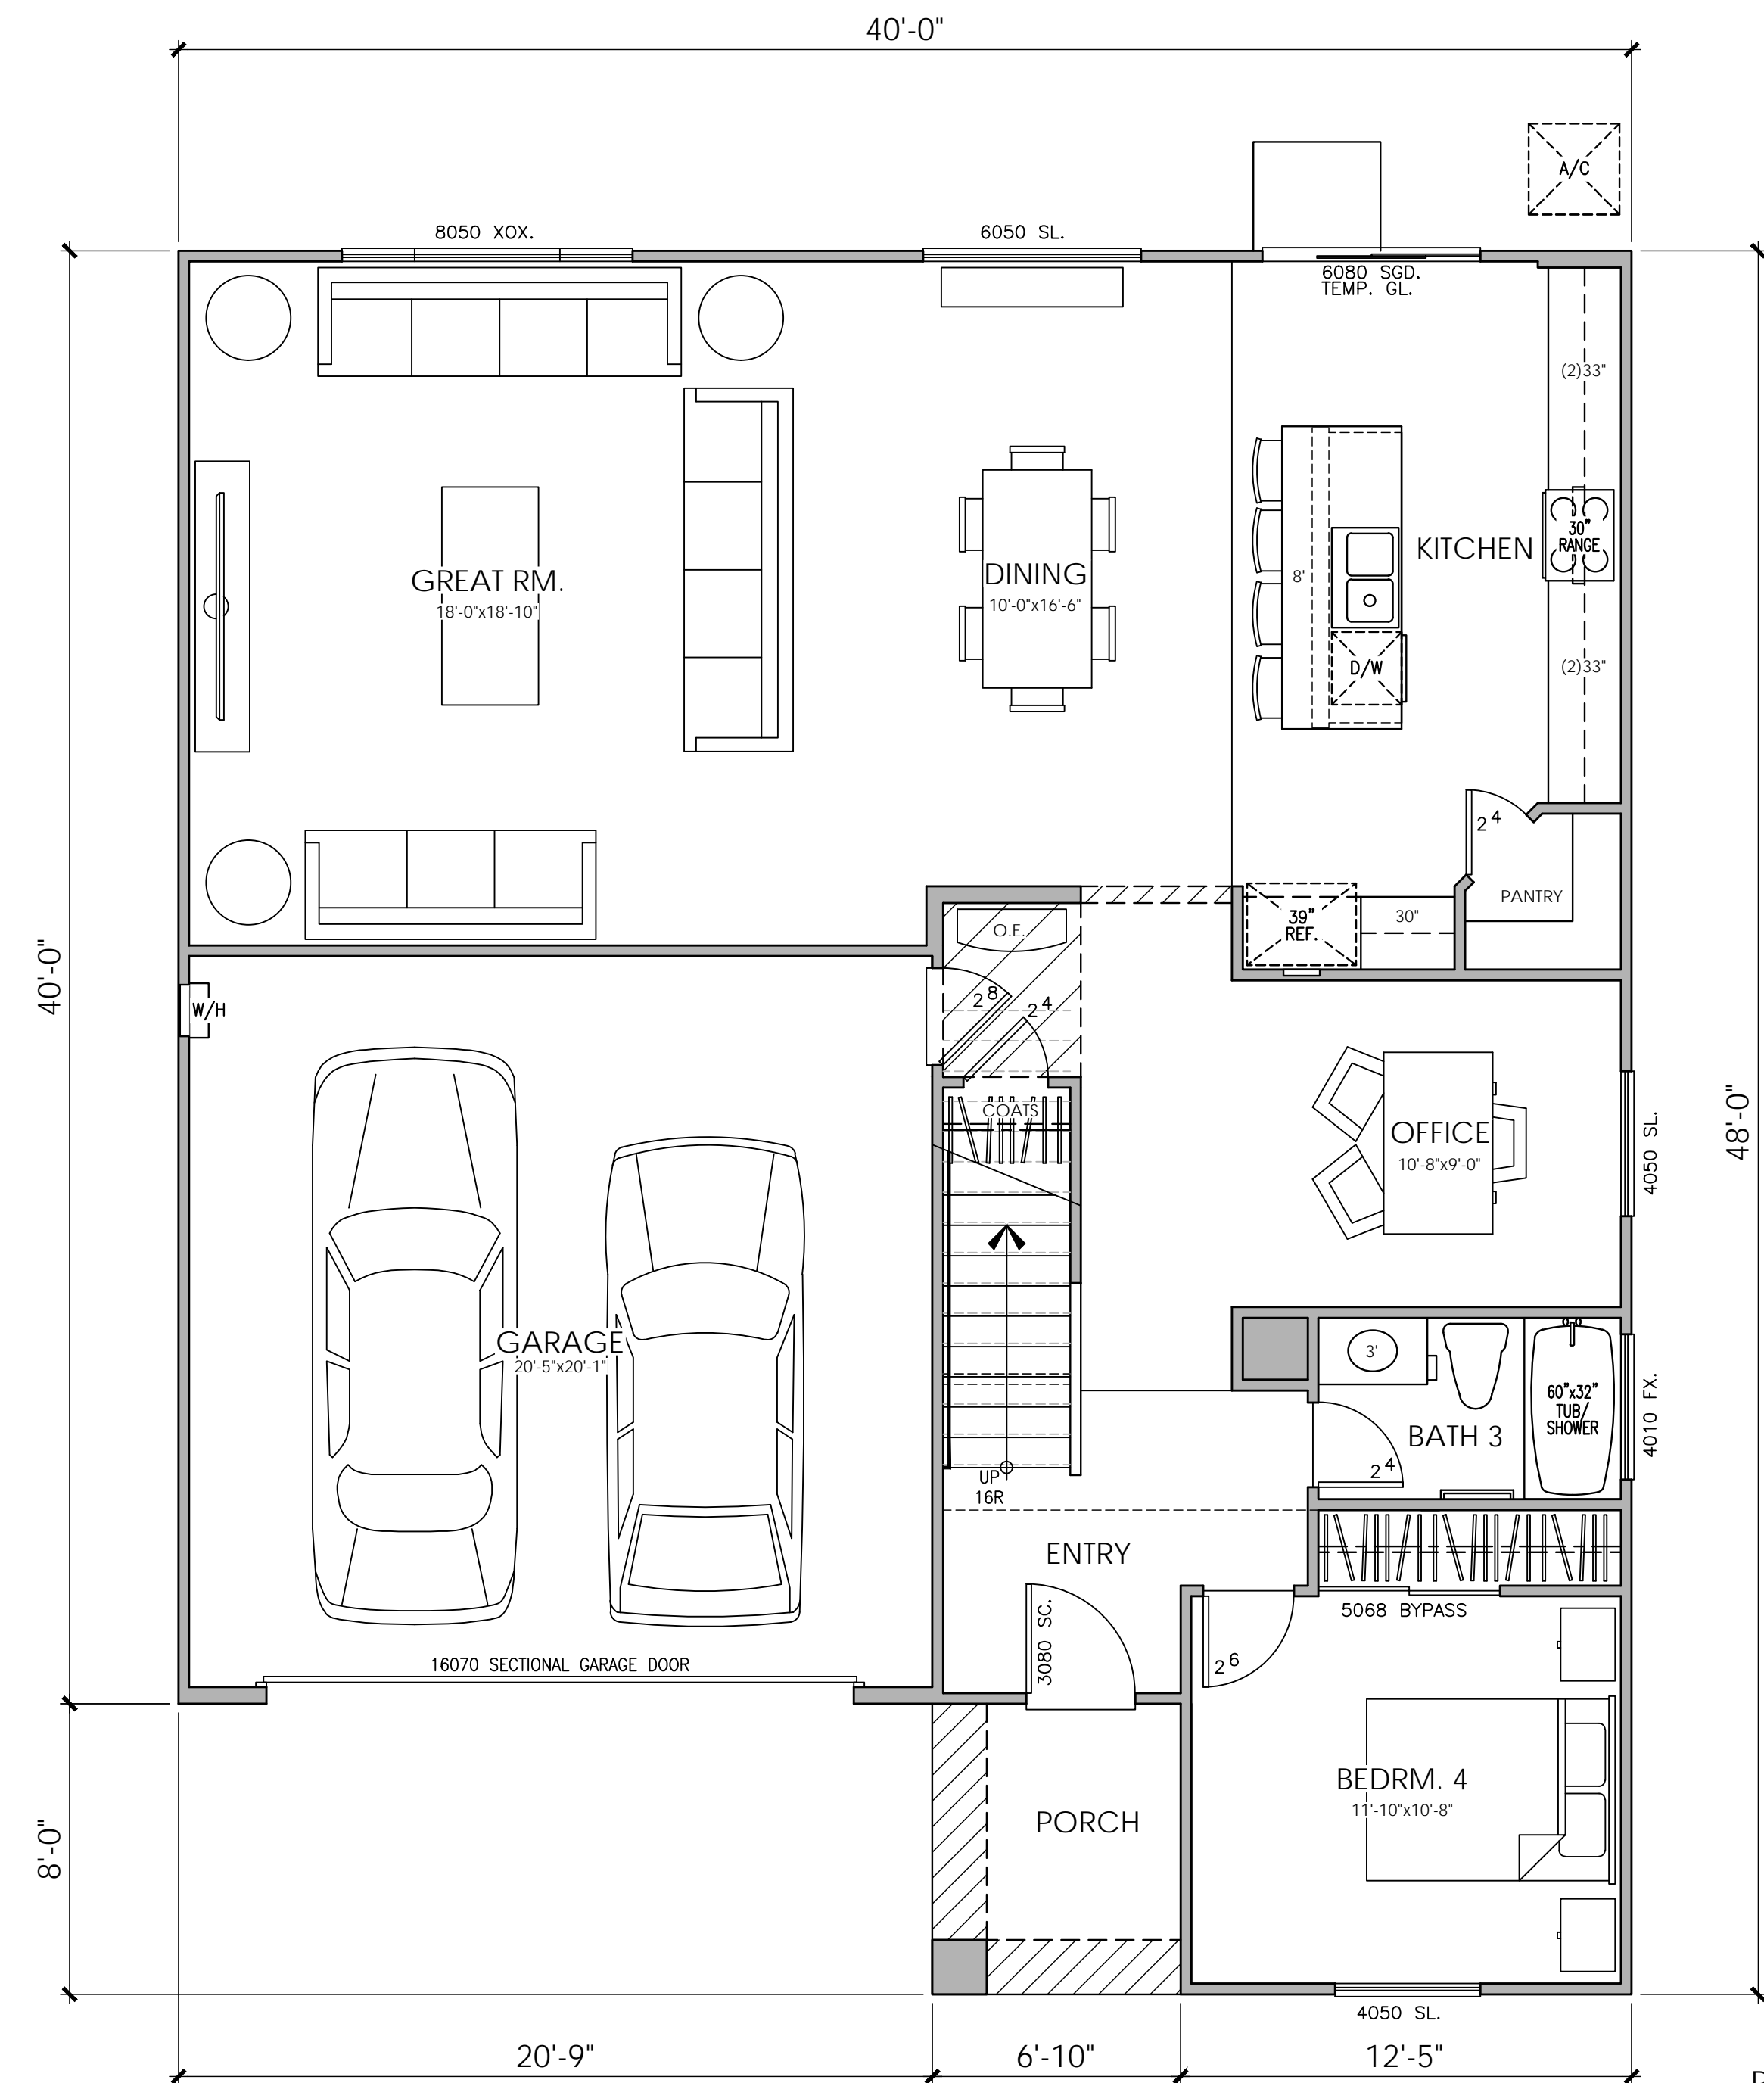 40'-0"
A/C
8050 XOX.
6050 SL.
6080 SGD.
TEMP. GL.
(2)33"
30"
RANGE
KITCHEN
GREAT RM.
18'-0"x18'-10"
DINING
10'-0"x16'-6"
8'
D/W
(2)33"
2 4
PANTRY
39"
REF.
30"
O.E.
40'-0"
W/H
2 8
2 4
COATS
OFFICE
10'-8"x9'-0"
4050 SL.
48'-0"
GARAGE
20'-5"x20'-1"
3'
60"x32"
TUB/
SHOWER
4010 FX.
BATH 3
2 4
UP
16R
ENTRY
3080 SC.
5068 BYPASS
2 6
16070 SECTIONAL GARAGE DOOR
BEDRM. 4
11'-10"x10'-8"
PORCH
8'-0"
4050 SL.
20'-9"
6'-10"
12'-5"